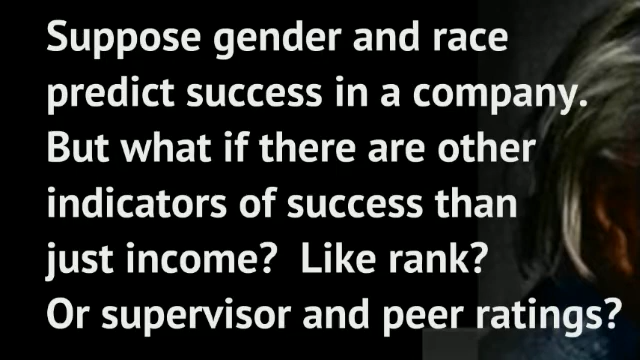 Suppose gender and race
predict success in a company.
But what if there are other
indicators of success than
just income?  Like rank?
Or supervisor and peer ratings?